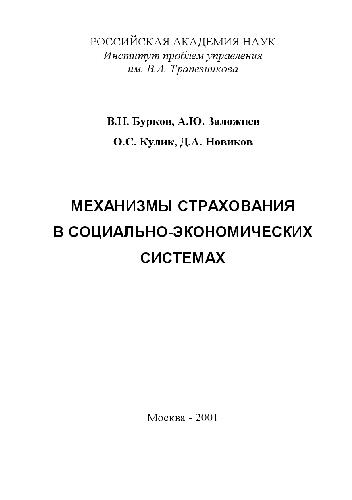 РОССИЙСКАЯ АКАДЕМИЯ НАУК
Институт проблем управления
им. В.А. Трапезникова
В.Н. Бурков, А.Ю. Заложнев
О.С. Кулик, Д.А. Новиков
МЕХАНИЗМЫ СТРАХОВАНИЯ
В СОЦИАЛЬНО-ЭКОНОМИЧЕСКИХ
СИСТЕМАХ
Москва - 2001